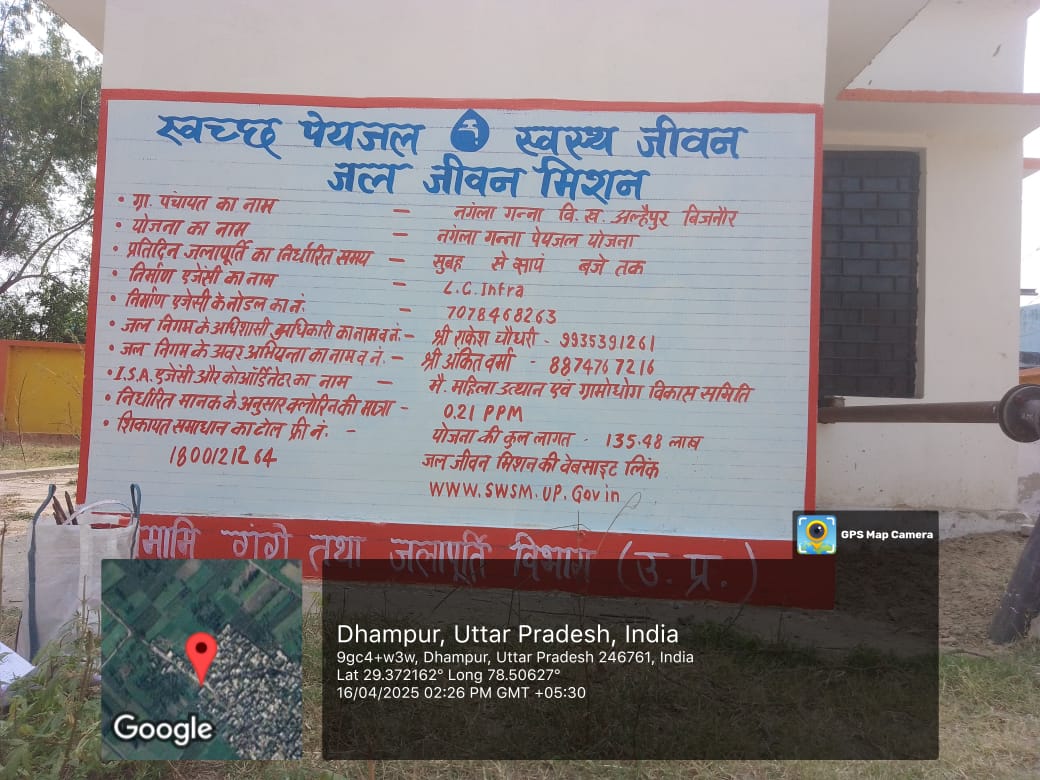 स्वच्छ पेयजल स्वस्थ जीवन
जल जीवन मिशन
• ग्रा. पंचायत का नाम – नगंला गन्ना वि. ख. अल्हैपुर बिजनौर
• योजना का नाम – नगंला गन्ना पेयजल योजना
• प्रतिदिन जलापूर्ति का निर्धारित समय – सुबह से सायं बजे तक
• निर्माण एजेंसी का नाम – L.C. Infra
• निर्माण एजेंसी के नोडल का नं. – 7078468263
• जल निगम के अधिशासी अधिकारी का नाम व नं. – श्री राकेश चौधरी - 9935391261
• जल निगम के अवर अभियन्ता का नाम व नं. – श्री अंकित वर्मा - 8874767216
• I.S.A. एजेंसी और कोऑर्डिनेटर का नाम – मै. महिला उत्थान एवं ग्रामोधोग विकास समिति
• निर्धारित मानक के अनुसार क्लोरिन की मात्रा – 0.21 PPM
• शिकायत समाधान का टोल फ्री नं. – योजना की कुल लागत - 135.48 लाख
1800121264 जल जीवन मिशन की वेबसाइट लिंक
WWW.SWSM.UP.Gov in
मामि गंगे तथा जलापूर्ति विभाग (उ. प्र.)
GPS Map Camera
Dhampur, Uttar Pradesh, India
9gc4+w3w, Dhampur, Uttar Pradesh 246761, India
Lat 29.372162° Long 78.50627°
16/04/2025 02:26 PM GMT +05:30
Google